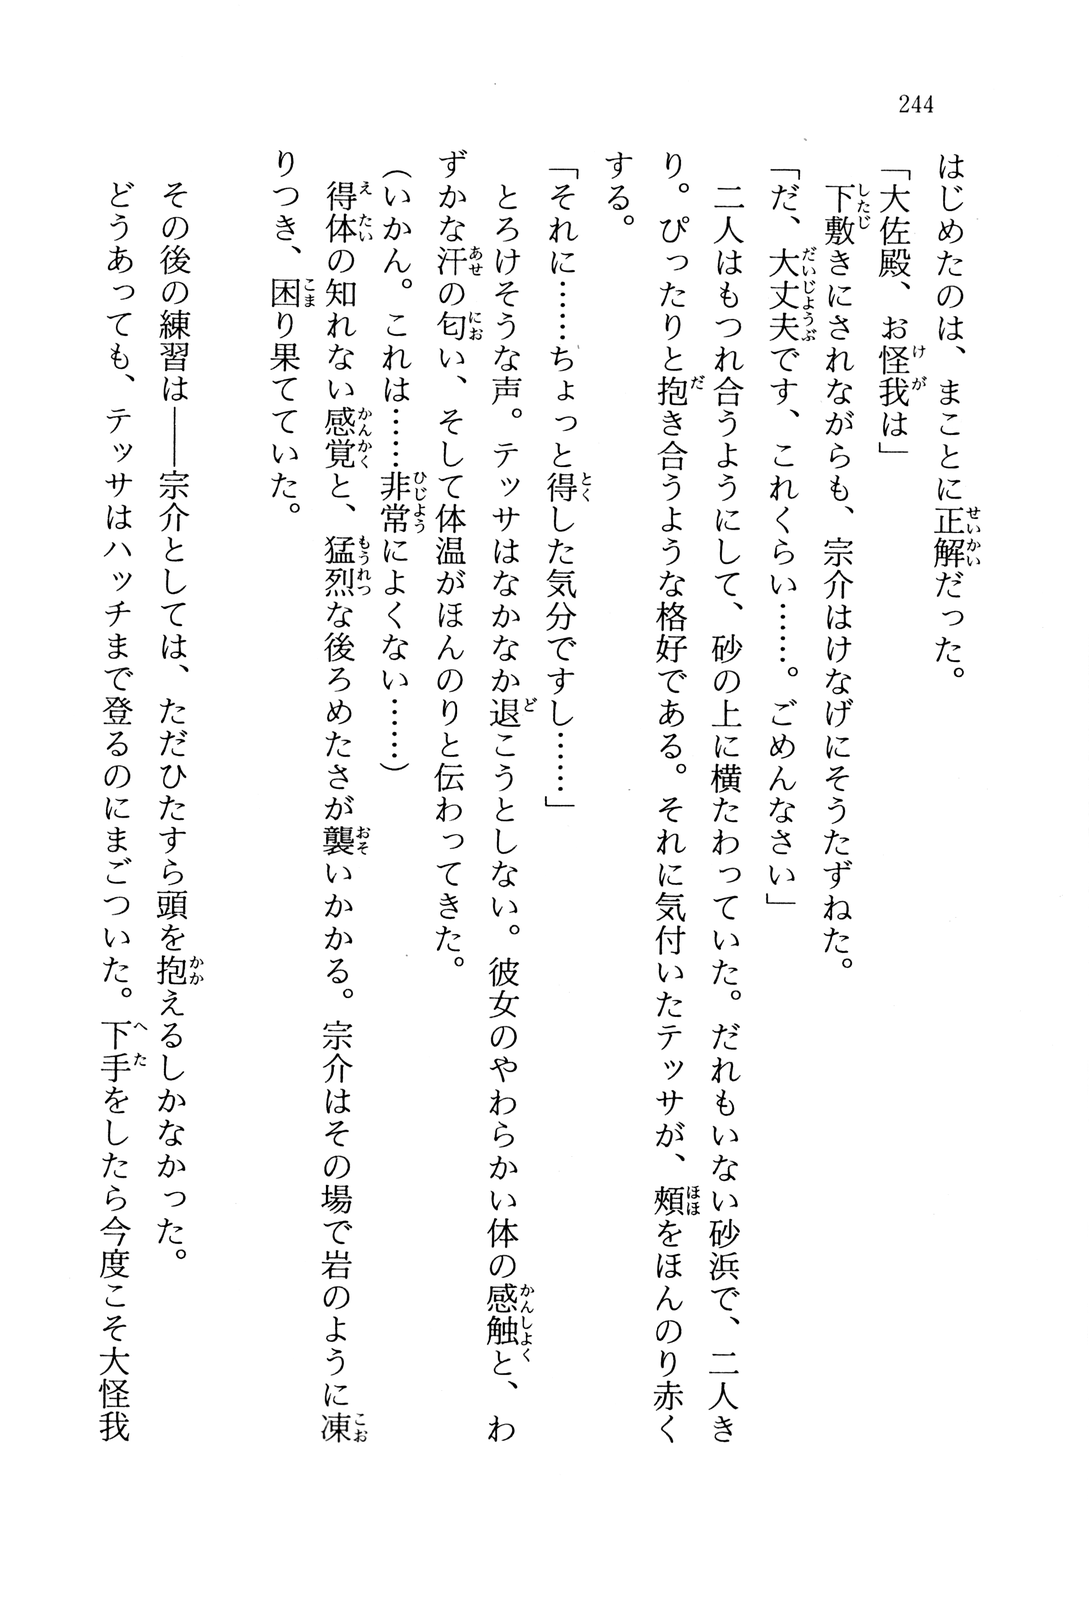 244
はじめたのは、まことに正解だった。
「大佐殿、お怪我は」
下敷きにされながらも、宗介はけなげにそうたずねた。
「だ、大丈夫です、これくらい……。ごめんなさい」
二人はもつれ合うようにして、砂の上に横たわっていた。だれもいない砂浜で、二人き
り。ぴったりと抱き合うような格好である。それに気付いたテッサが、頰をほんのり赤く
する。
「それに……ちょっと得した気分ですし……」
とろけそうな声。テッサはなかなか退こうとしない。彼女のやわらかい体の感触と、わ
ずかな汗の匂い、そして体温がほんのりと伝わってきた。
（いかん。これは……非常によくない……）
得体の知れない感覚と、猛烈な後ろめたさが襲いかかる。宗介はその場で岩のように凍
りつき、困り果てていた。
その後の練習は――宗介としては、ただひたすら頭を抱えるしかなかった。
どうあっても、テッサはハッチまで登るのにまごついた。下手をしたら今度こそ大怪我